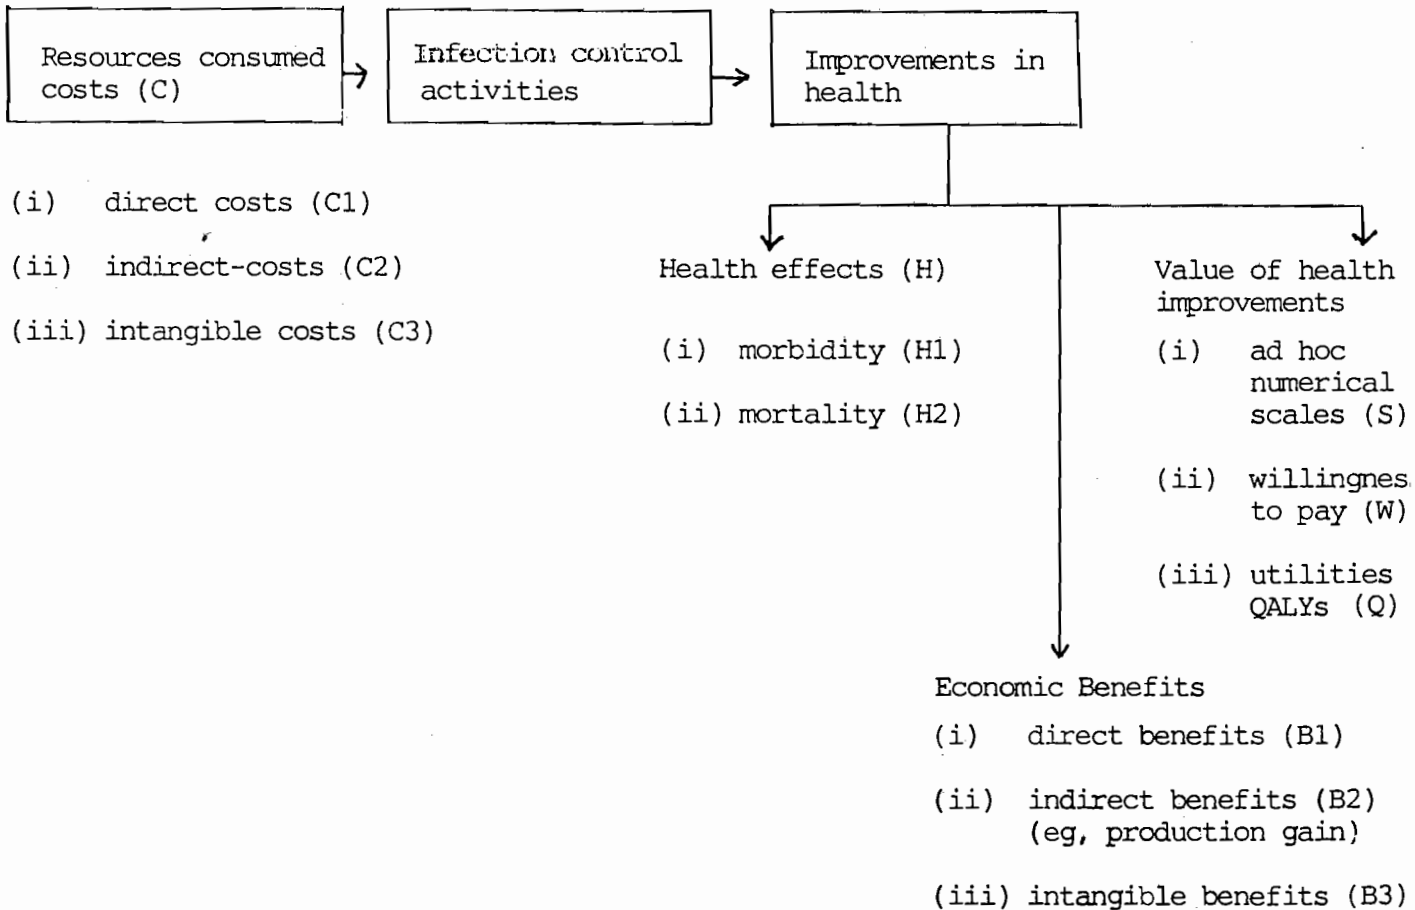 Resources consumed
costs (C)
Infection control
activities
Improvements in
health
(i) direct costs (C1)
(ii) indirect-costs (C2)
(iii) intangible costs (C3)
Health effects (H)
(i) morbidity (H1)
(ii) mortality (H2)
Value of health
improvements
(i) ad hoc
numerical
scales (S)
(ii) willingnes
to pay (W)
(iii) utilities
QALYs (Q)
Economic Benefits
(i) direct benefits (B1)
(ii) indirect benefits (B2)
(eg, production gain)
(iii) intangible benefits (B3)